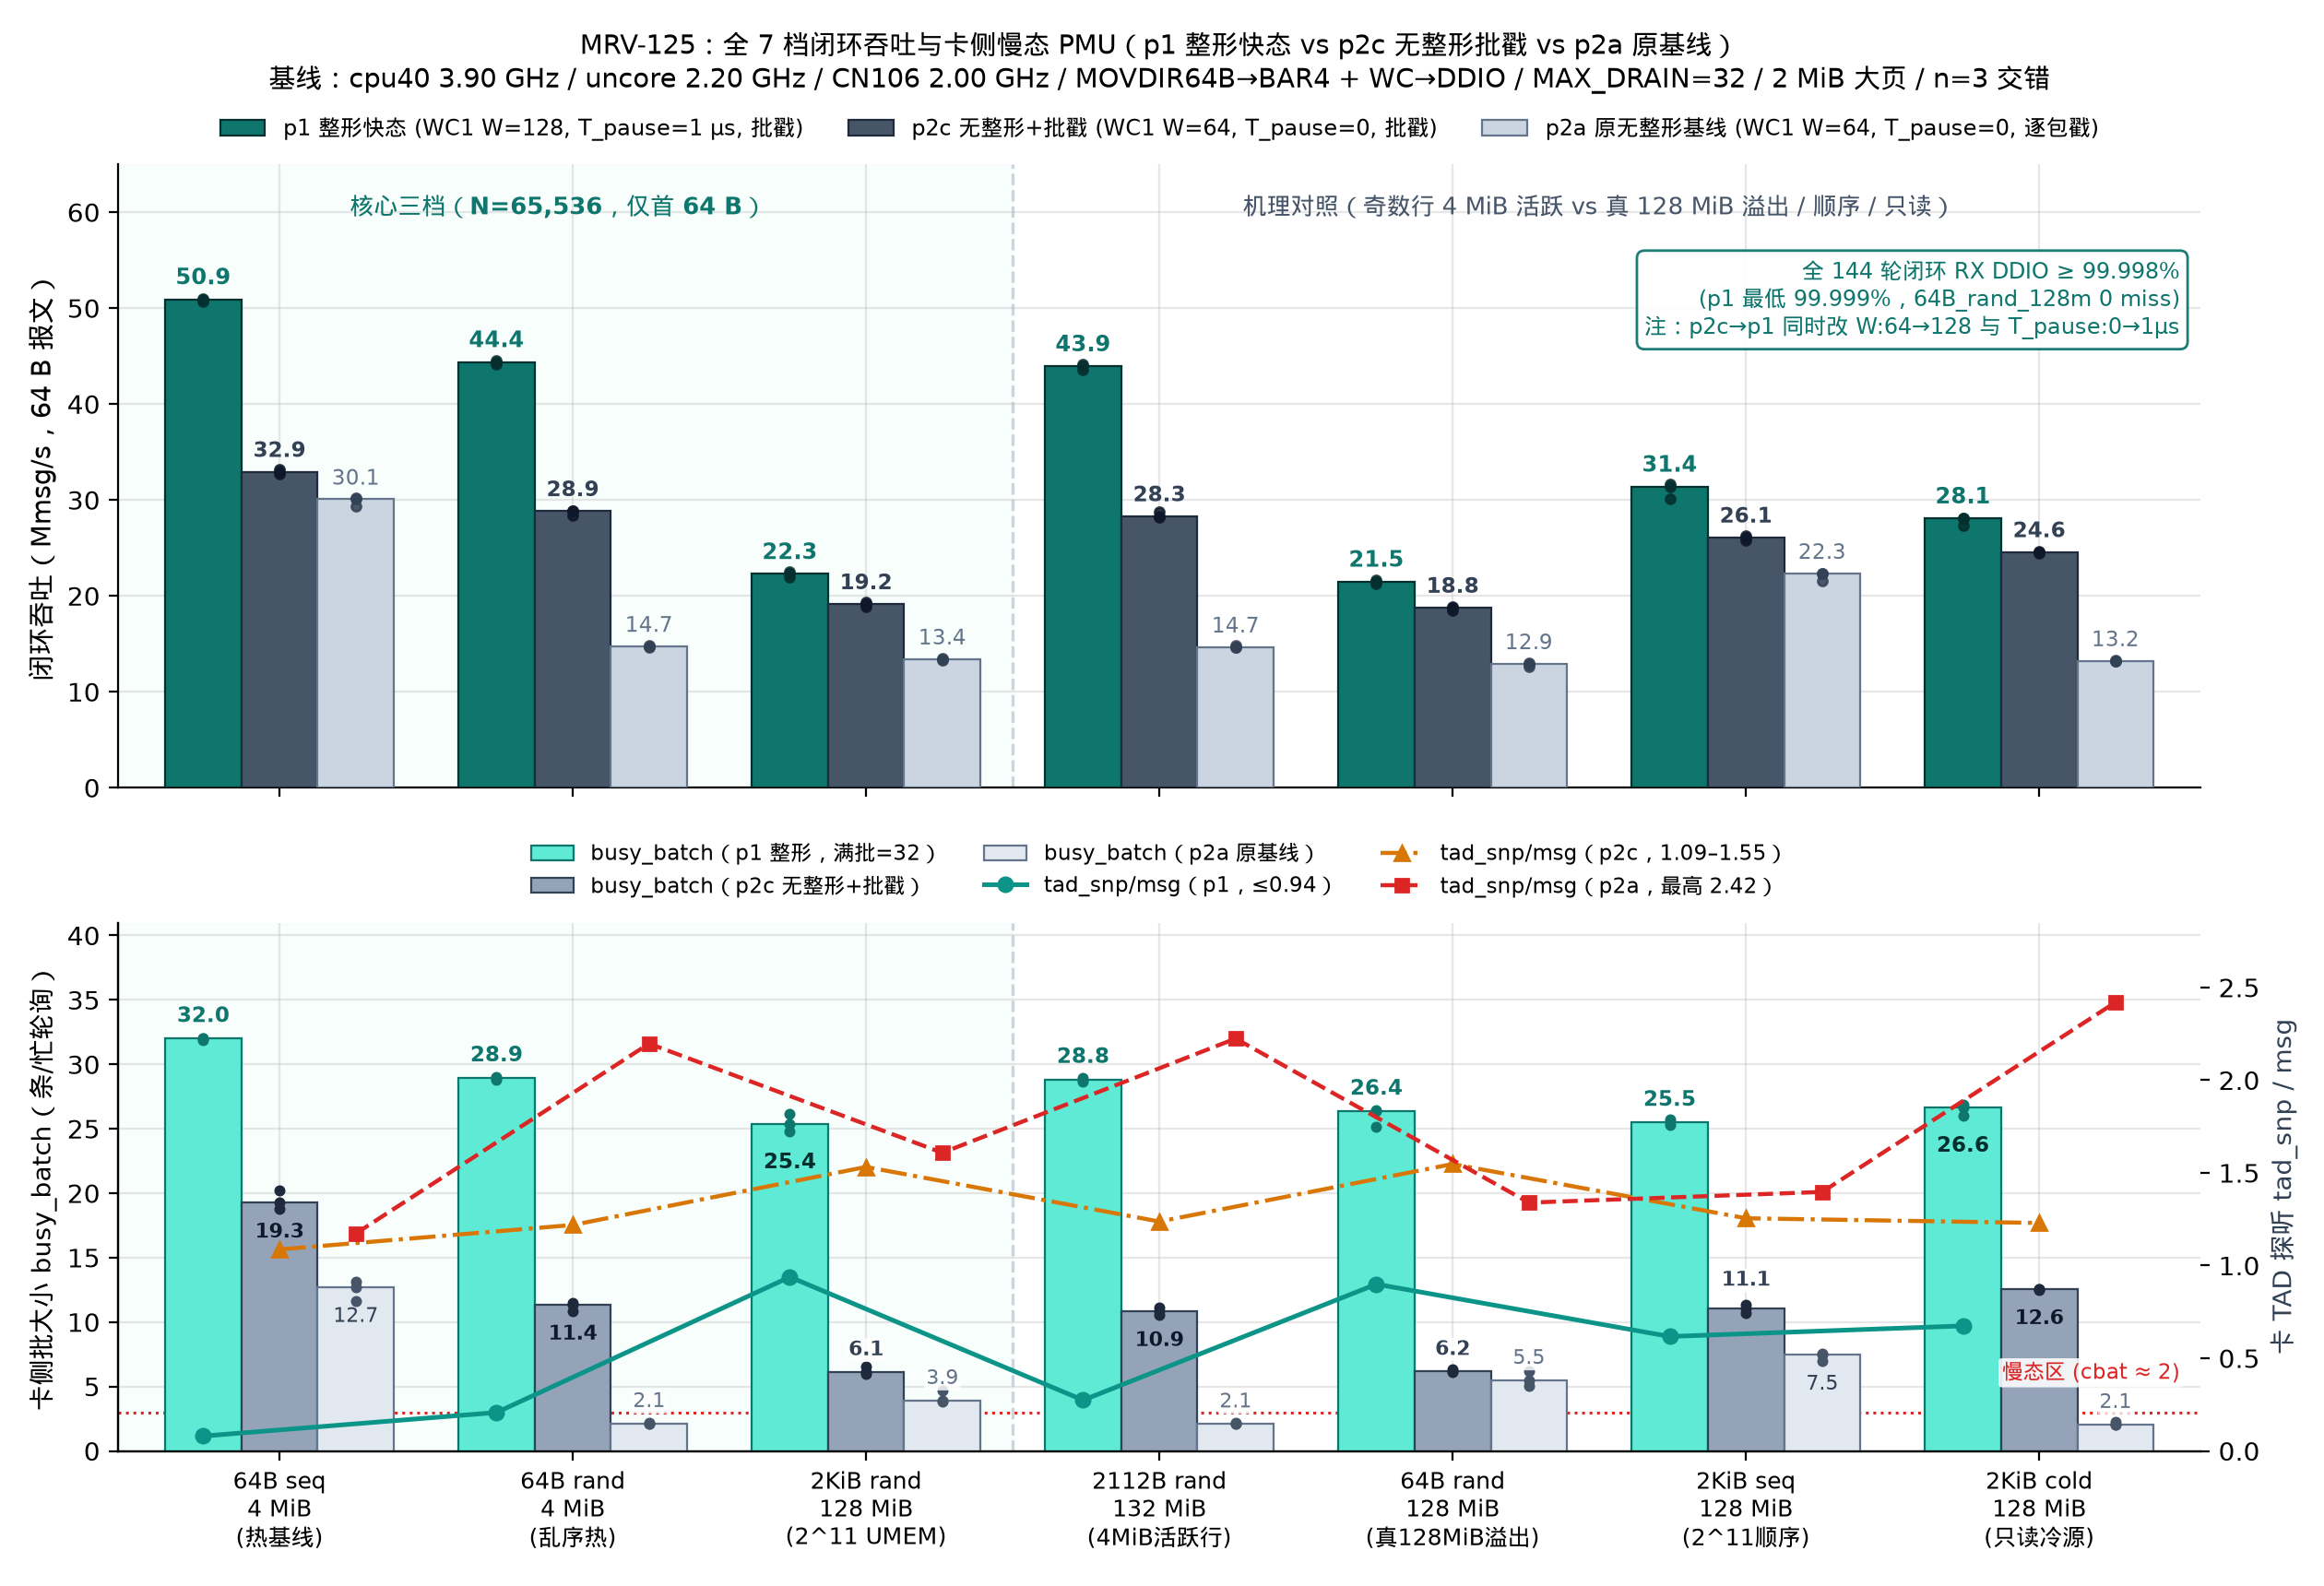 MRV-125：全 7 档闭环吞吐与卡侧慢态 PMU（p1 整形快态 vs p2c 无整形批戳 vs p2a 原基线）
基线：cpu40 3.90 GHz / uncore 2.20 GHz / CN106 2.00 GHz / MOVDIR64B→BAR4 + WC→DDIO / MAX_DRAIN=32 / 2 MiB 大页 / n=3 交错
p1 整形快态 (WC1 W=128, T_pause=1 µs, 批戳)
p2c 无整形+批戳 (WC1 W=64, T_pause=0, 批戳)
p2a 原无整形基线 (WC1 W=64, T_pause=0, 逐包戳)
核心三档（N=65,536，仅首 64 B）
机理对照（奇数行 4 MiB 活跃 vs 真 128 MiB 溢出 / 顺序 / 只读）
全 144 轮闭环 RX DDIO ≥ 99.998%
(p1 最低 99.999%，64B_rand_128m 0 miss)
注：p2c→p1 同时改 W:64→128 与 T_pause:0→1µs
闭环吞吐（Mmsg/s，64 B 报文）
60
50
40
30
20
10
0
50.9
32.9
30.1
44.4
28.9
14.7
22.3
19.2
13.4
43.9
28.3
14.7
21.5
18.8
12.9
31.4
26.1
22.3
28.1
24.6
13.2
busy_batch（p1 整形，满批=32）
busy_batch（p2c 无整形+批戳）
busy_batch（p2a 原基线）
tad_snp/msg（p1，≤0.94）
tad_snp/msg（p2c，1.09–1.55）
tad_snp/msg（p2a，最高 2.42）
卡侧批大小 busy_batch（条/忙轮询）
40
35
30
25
20
15
10
5
0
32.0
19.3
12.7
28.9
11.4
2.1
25.4
6.1
3.9
28.8
10.9
2.1
26.4
6.2
5.5
25.5
11.1
7.5
26.6
12.6
2.1
慢态区 (cbat ≈ 2)
2.5
2.0
1.5
1.0
0.5
0.0
卡 TAD 探听 tad_snp / msg
64B seq
4 MiB
(热基线)
64B rand
4 MiB
(乱序热)
2KiB rand
128 MiB
(2^11 UMEM)
2112B rand
132 MiB
(4MiB活跃行)
64B rand
128 MiB
(真128MiB溢出)
2KiB seq
128 MiB
(2^11顺序)
2KiB cold
128 MiB
(只读冷源)